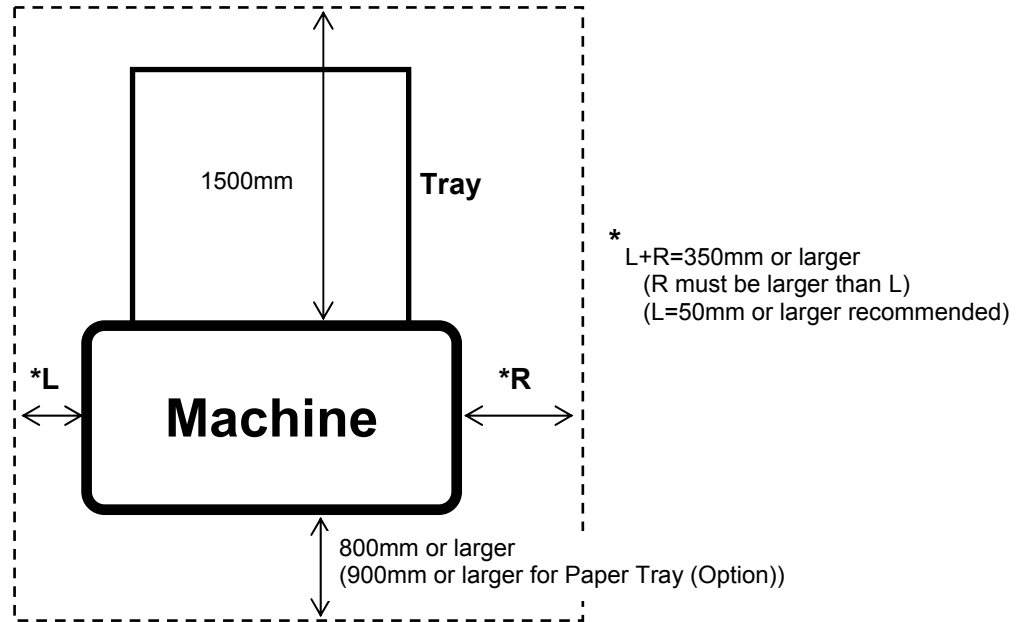 1500mm
Tray
*
L+R=350mm or larger
(R must be larger than L)
(L=50mm or larger recommended)
*L
*R
Machine
800mm or larger
(900mm or larger for Paper Tray (Option))